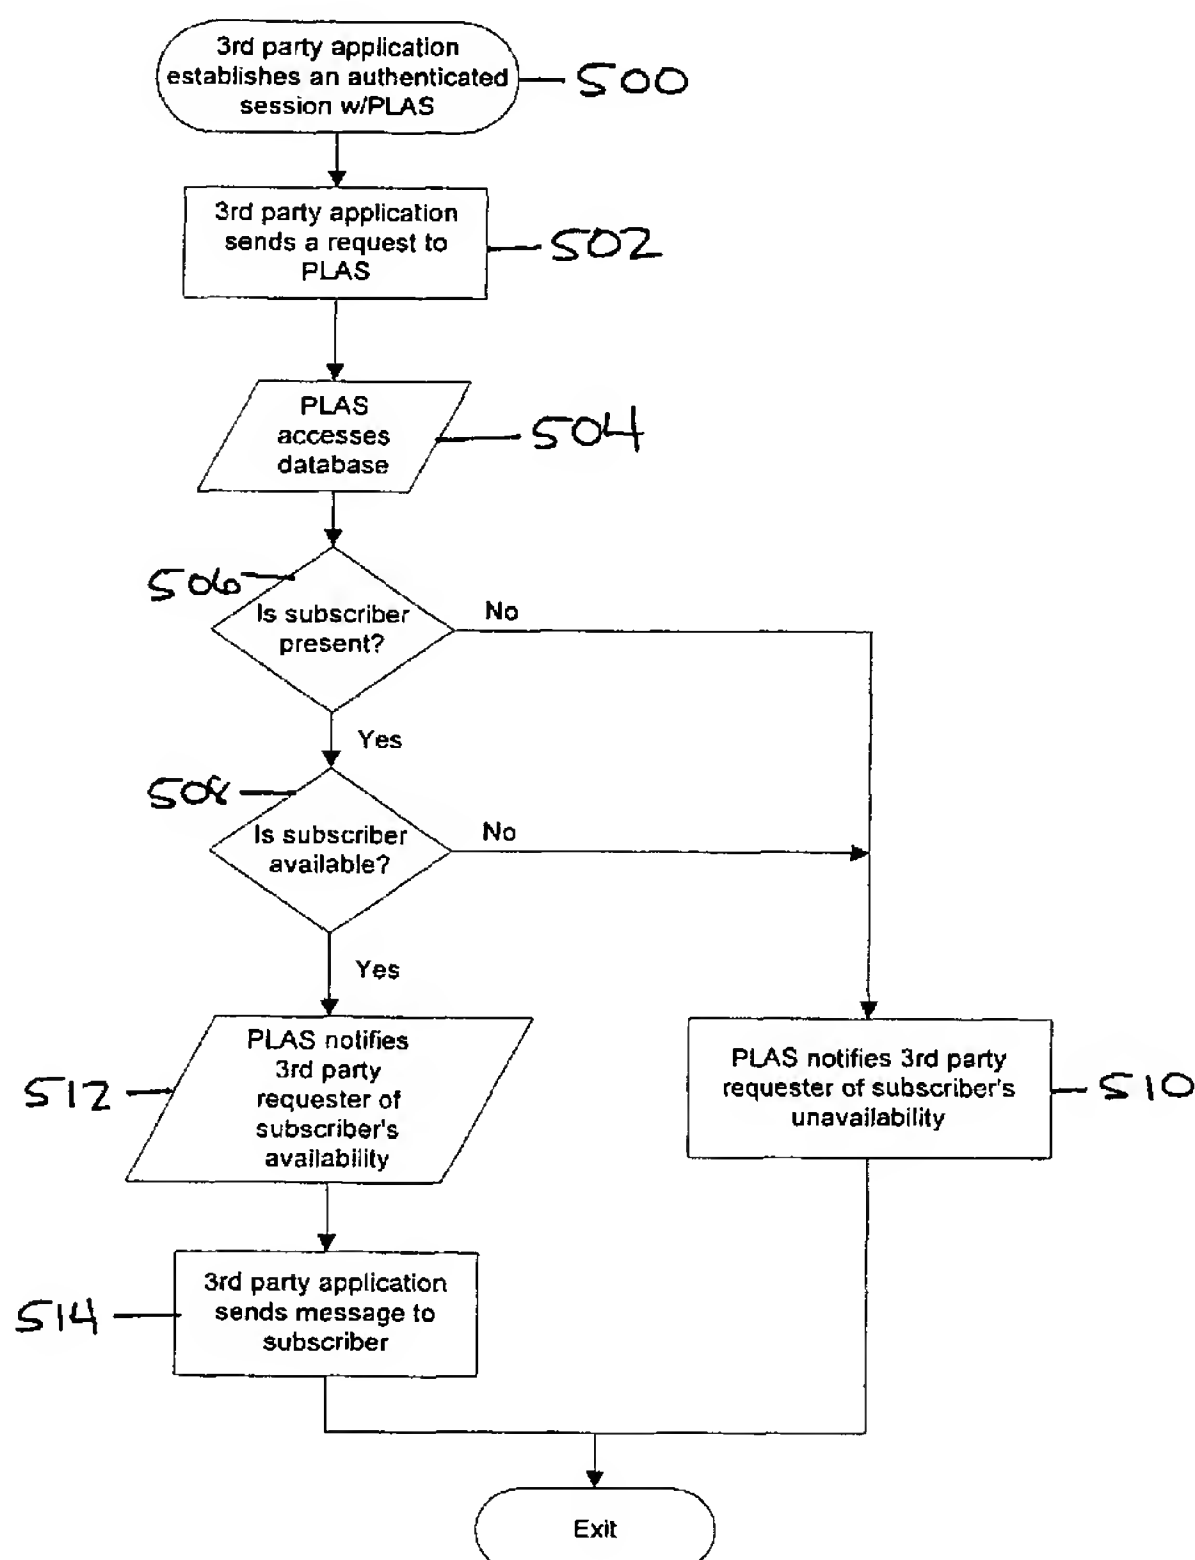 3rd party application
establishes an authenticated
session w/PLAS
500
3rd party application
sends a request to
PLAS
502
PLAS
accesses
database
504
506
Is subscriber
present?
No
Yes
508
Is subscriber
available?
No
Yes
PLAS notifies
3rd party
requester of
subscriber's
availability
512
PLAS notifies 3rd party
requester of subscriber's
unavailability
510
3rd party application
sends message to
subscriber
514
Exit